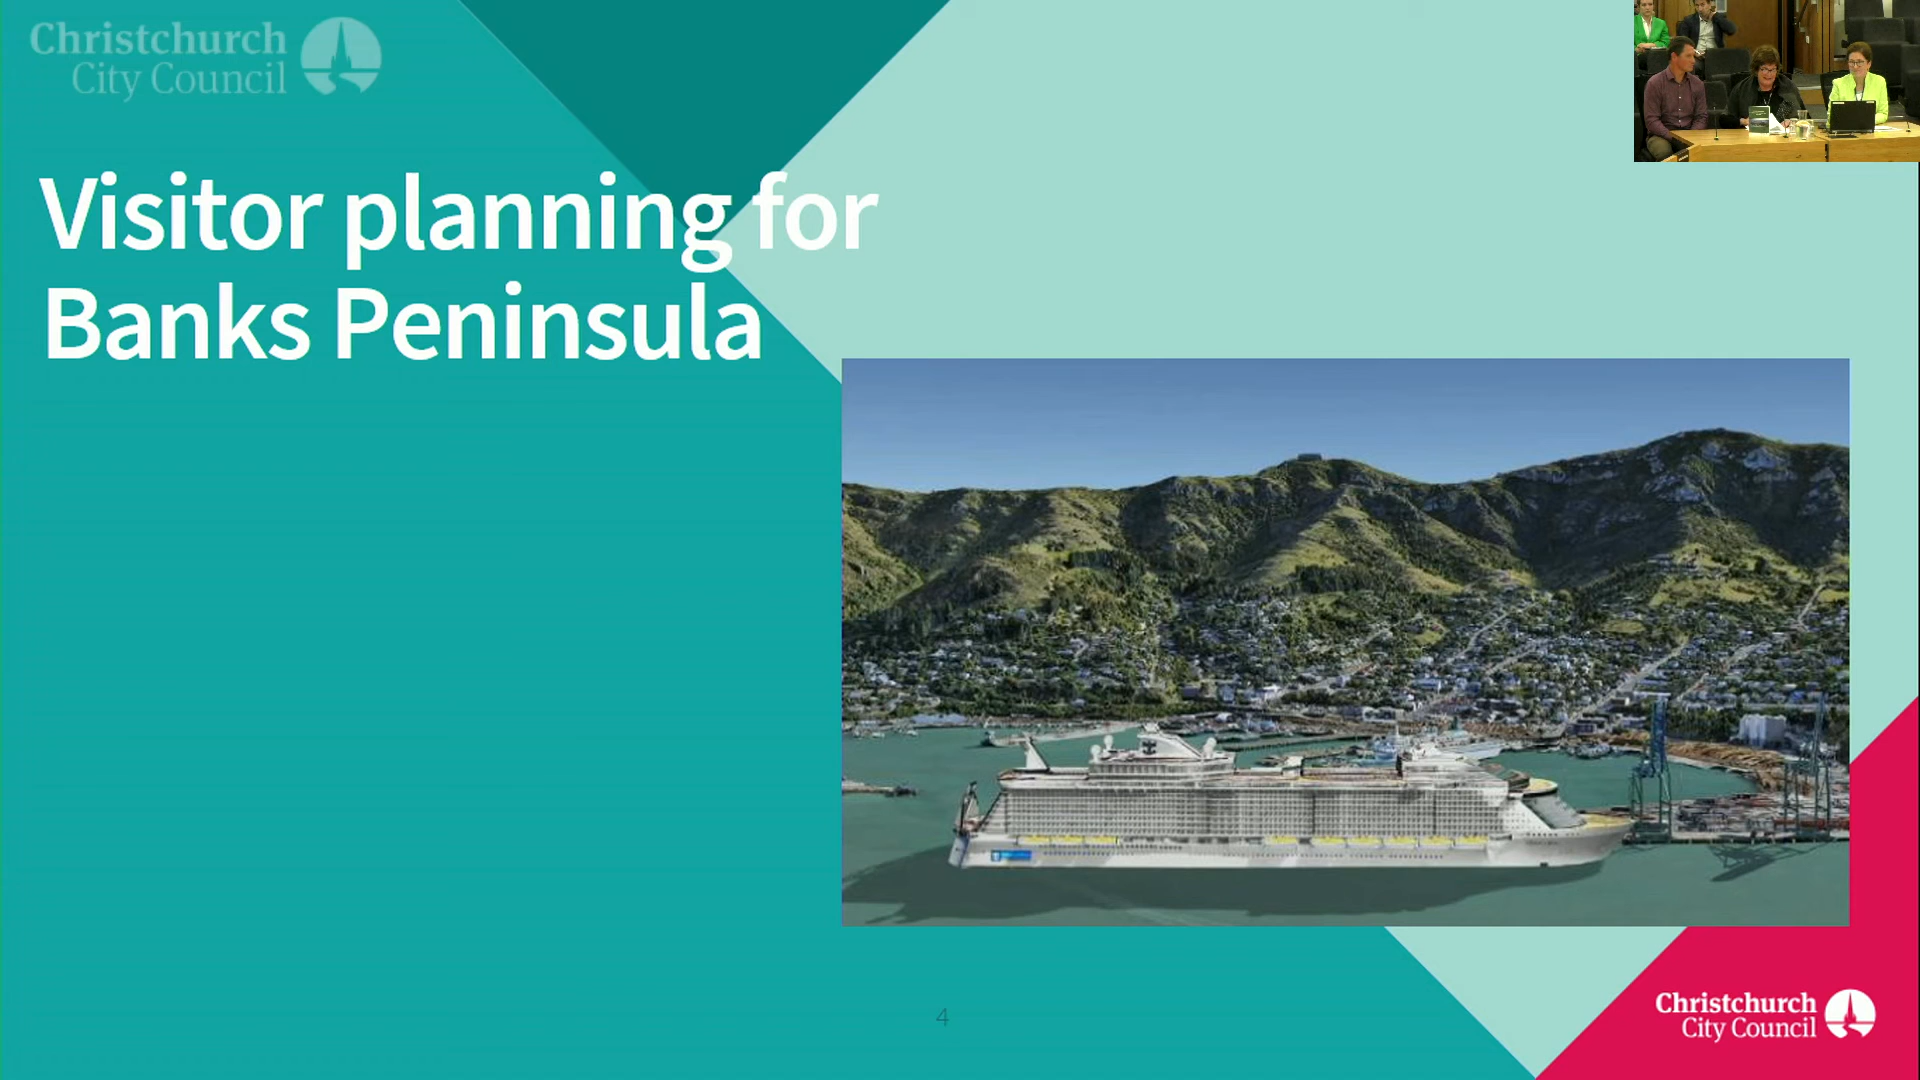 Christchurch
City Council
Visitor planning for
Banks Peninsula
4
Christchurch
City Council